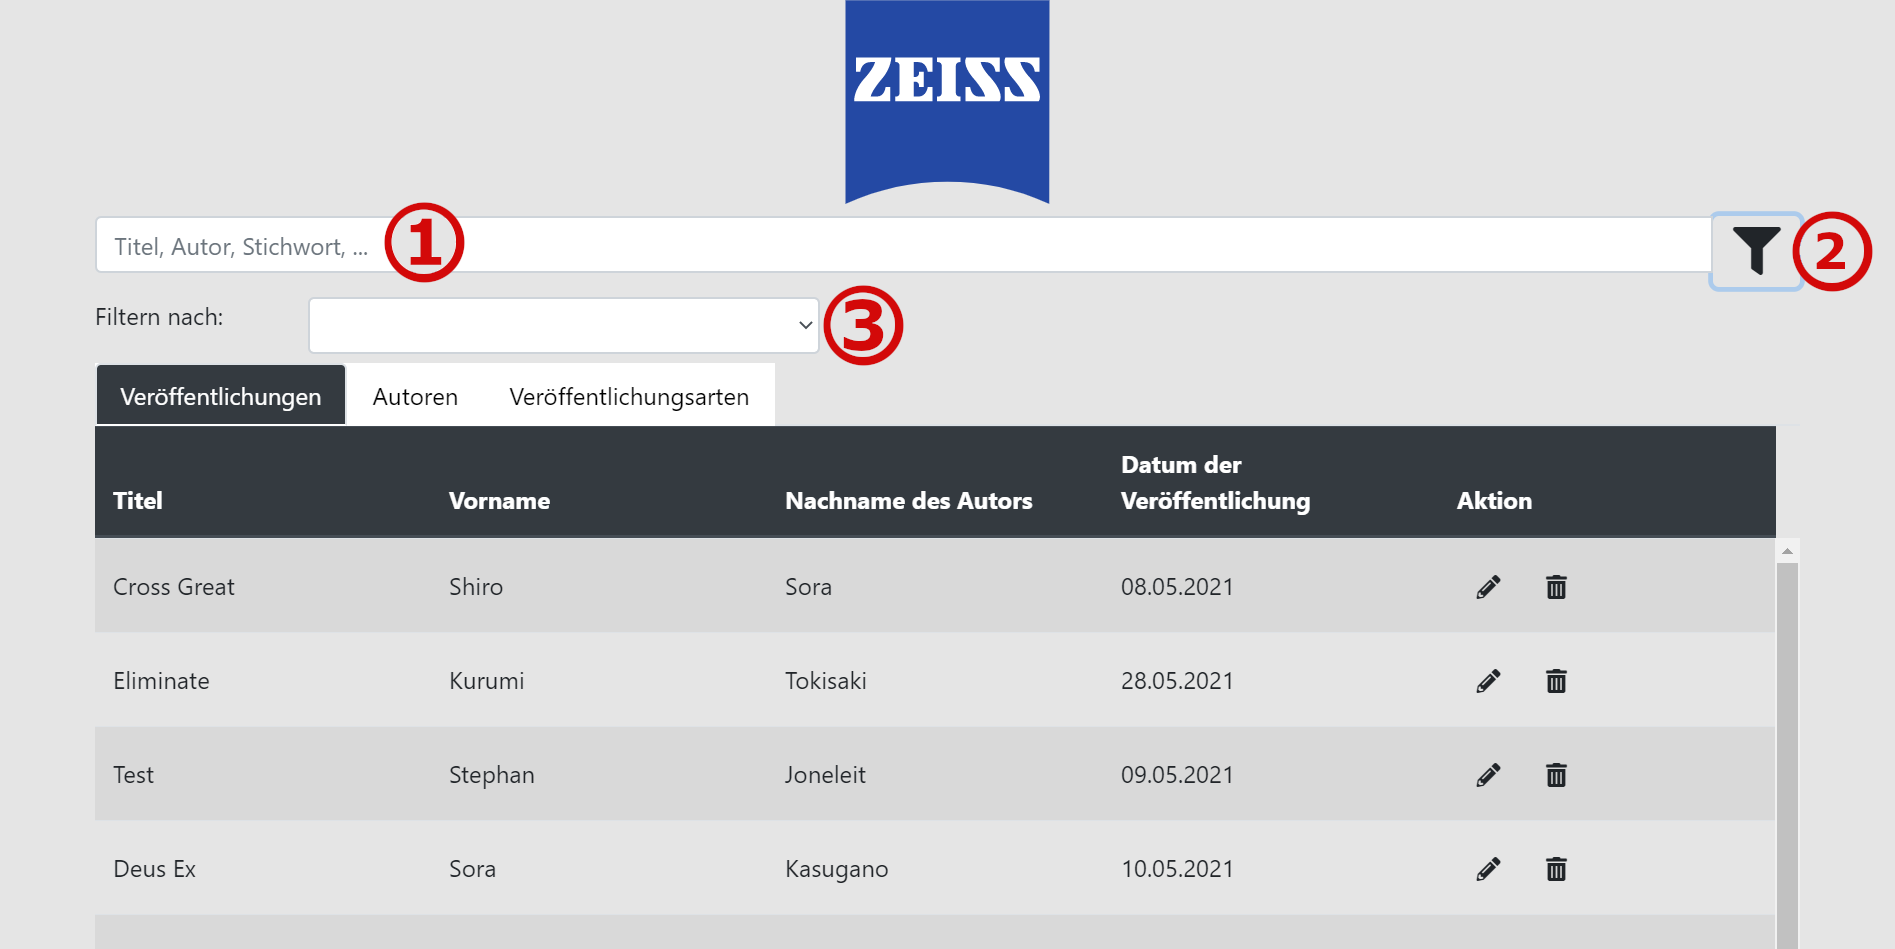 ZEISS
Titel, Autor, Stichwort, ... 1
2
Filtern nach: 3
Veröffentlichungen Autoren Veröffentlichungsarten
Titel Vorname Nachname des Autors Datum der Veröffentlichung Aktion
Cross Great Shiro Sora 08.05.2021
Eliminate Kurumi Tokisaki 28.05.2021
Test Stephan Joneleit 09.05.2021
Deus Ex Sora Kasugano 10.05.2021